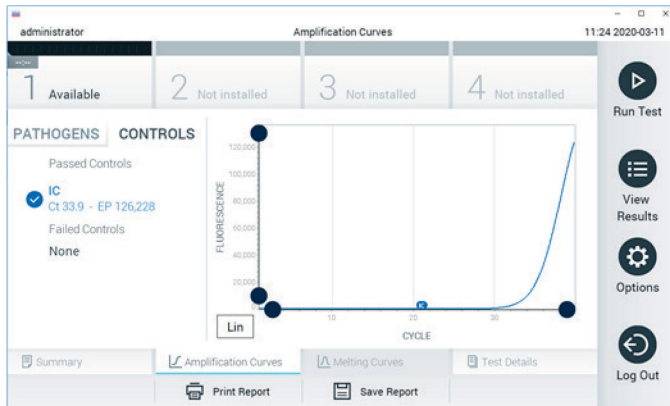 administrator
Amplification Curves
11:24 2020-03-11
1 Available
2 Not installed
3 Not installed
4 Not installed
Run Test
View
Results
Options
Log Out
PATHOGENS CONTROLS
Passed Controls
IC
Ct 33.9 - EP 126,228
Failed Controls
None
FLUORESCENCE
120,000
100,000
80,000
60,000
40,000
20,000
0
10
20
30
IC
CYCLE
Lin
Summary
Amplification Curves
Melting Curves
Test Details
Print Report
Save Report